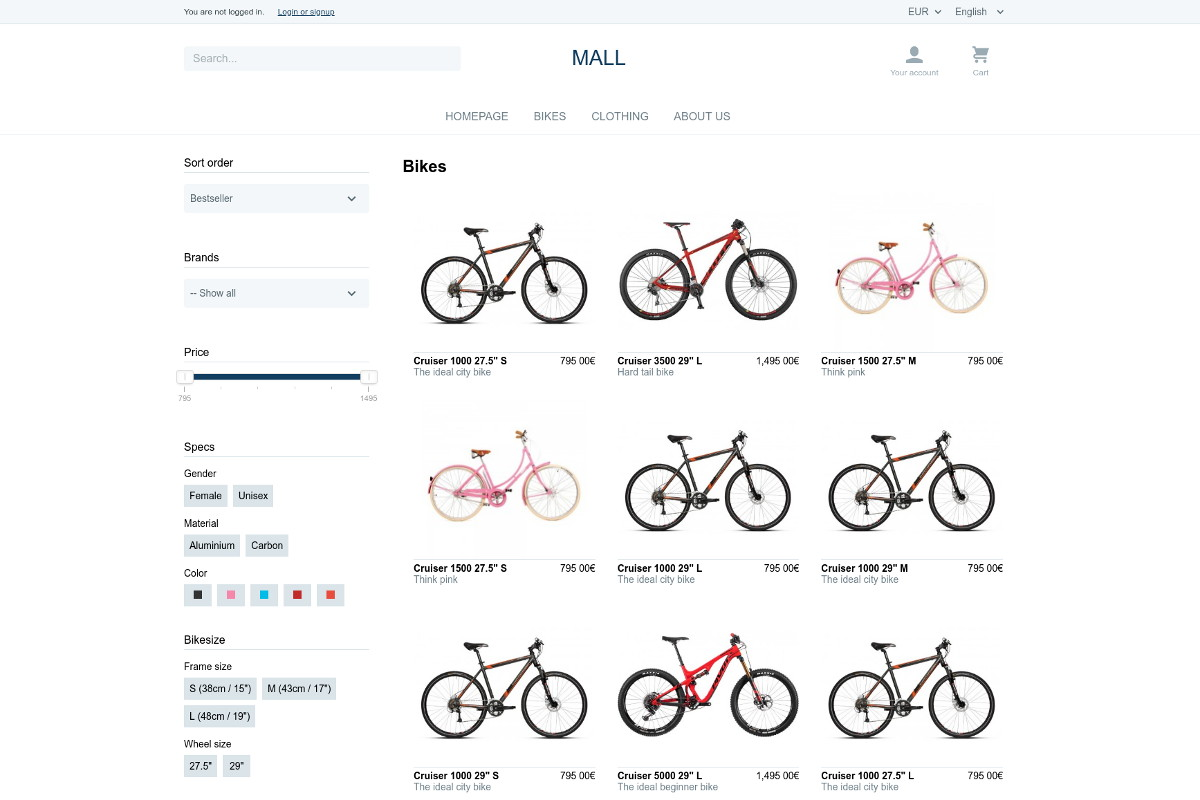 You are not logged in. Login or signup
EUR English
Search...
MALL
Your account
Cart
HOMEPAGE BIKES CLOTHING ABOUT US
Sort order
Bestseller
Brands
-- Show all
Price
795 1495
Specs
Gender
Female Unisex
Material
Aluminium Carbon
Color
Bikesize
Frame size
S (38cm / 15") M (43cm / 17")
L (48cm / 19")
Wheel size
27.5" 29"
Bikes
Cruiser 1000 27.5" S 795 00€
The ideal city bike
Cruiser 3500 29" L 1,495 00€
Hard tail bike
Cruiser 1500 27.5" M 795 00€
Think pink
Cruiser 1500 27.5" S 795 00€
Think pink
Cruiser 1000 29" L 795 00€
The ideal city bike
Cruiser 1000 29" M 795 00€
The ideal city bike
Cruiser 1000 29" S 795 00€
The ideal city bike
Cruiser 5000 29" L 1,495 00€
The ideal beginner bike
Cruiser 1000 27.5" L 795 00€
The ideal city bike